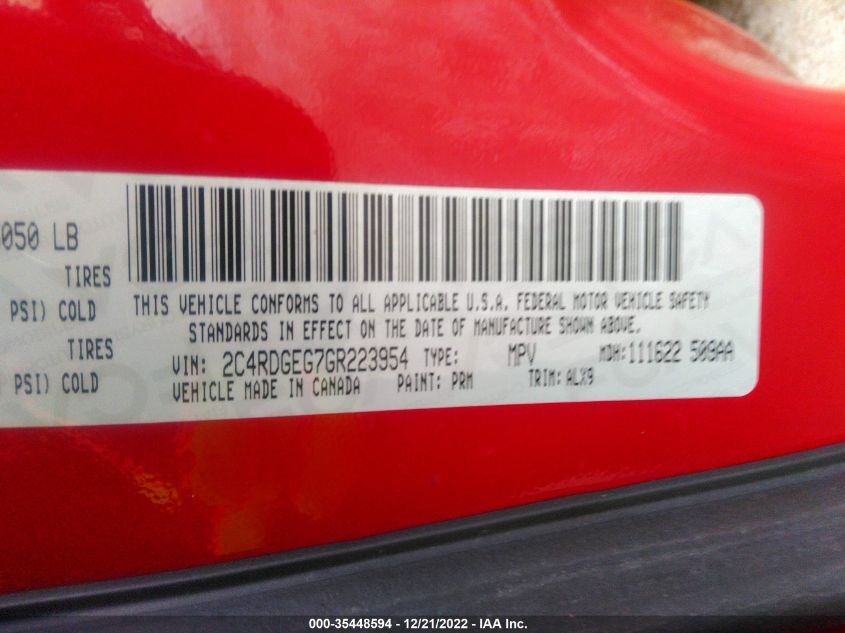 050 LB
TIRES
PSI) COLD
TIRES
PSI) COLD
THIS VEHICLE CONFORMS TO ALL APPLICABLE U.S.A. FEDERAL MOTOR VEHICLE SAFETY
STANDARDS IN EFFECT ON THE DATE OF MANUFACTURE SHOWN ABOVE.
VIN: 2C4RDGEG7GR223954 TYPE: MPV MDH: 111622 509AA
VEHICLE MADE IN CANADA PAINT: PRM TRIM: ALX9
000-35448594 - 12/21/2022 - IAA Inc.